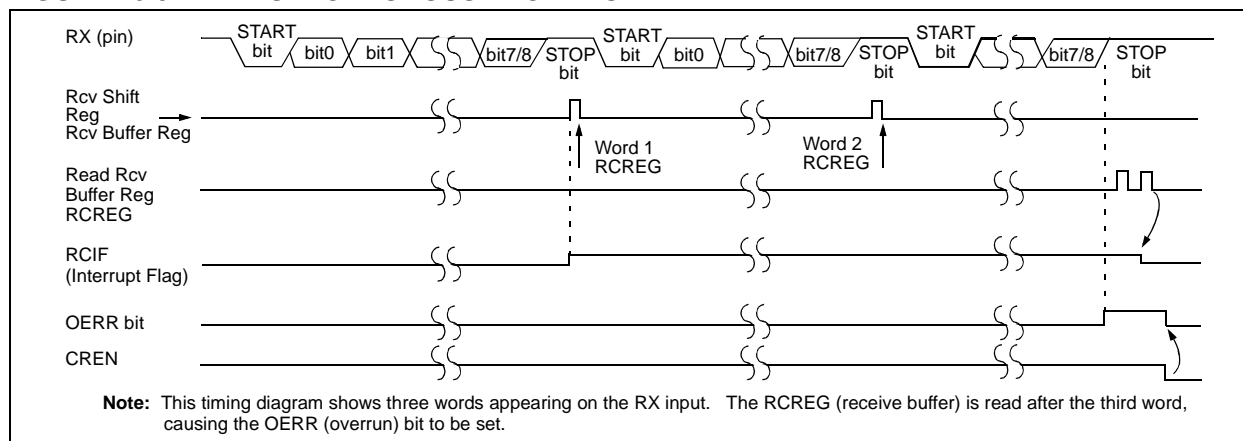 RX (pin)
START
bit
bit0
bit1
bit7/8
STOP
bit
START
bit
bit0
bit7/8
STOP
bit
START
bit
bit7/8
STOP
bit
Rcv Shift
Reg
Rcv Buffer Reg
Word 1
RCREG
Word 2
RCREG
Read Rcv
Buffer Reg
RCREG
RCIF
(Interrupt Flag)
OERR bit
CREN
Note: This timing diagram shows three words appearing on the RX input. The RCREG (receive buffer) is read after the third word,
causing the OERR (overrun) bit to be set.